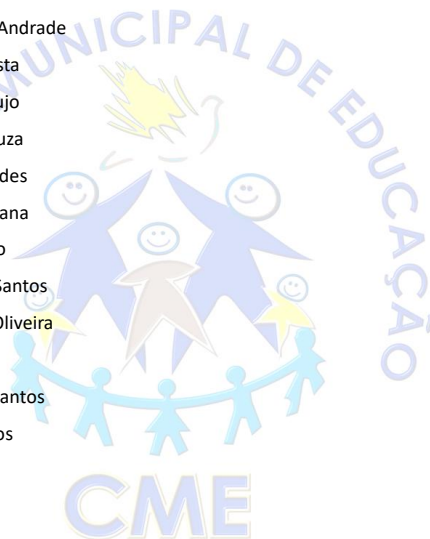 Andrade
sta
ujo
uza
des
ana
o
Santos
Oliveira
antos
os
MUNICIPAL DE EDUCAÇÃO
CME